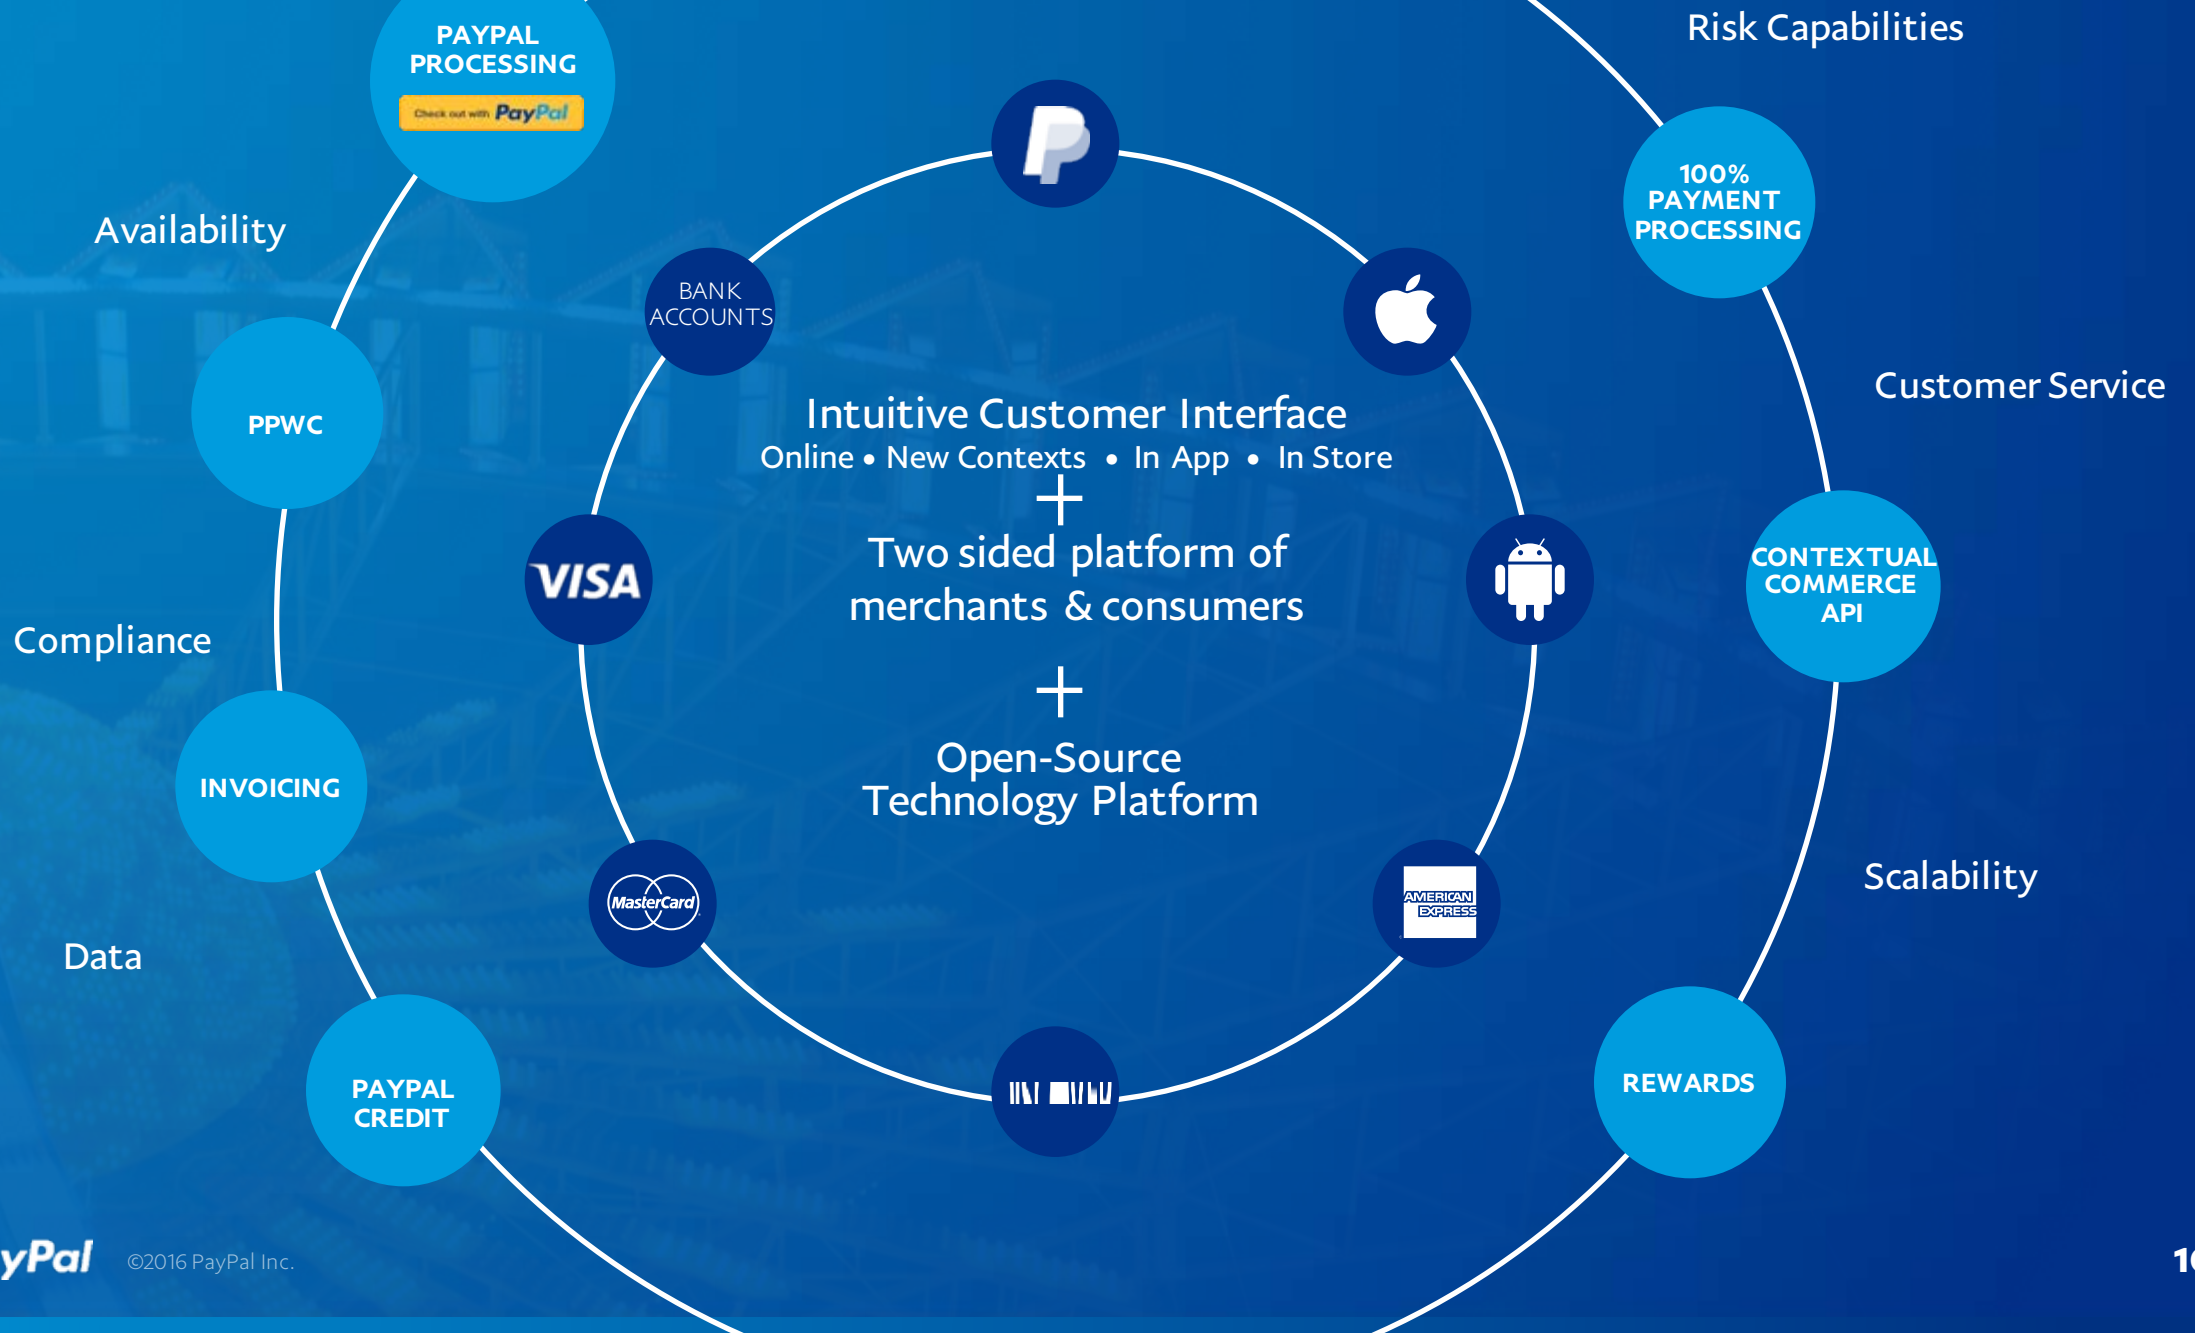 PAYPAL
PROCESSING
Check out with PayPal
Risk Capabilities
100%
PAYMENT
PROCESSING
Availability
BANK
ACCOUNTS
Customer Service
PPWC
Intuitive Customer Interface
Online • New Contexts • In App • In Store
+
Two sided platform of
merchants & consumers
VISA
CONTEXTUAL
COMMERCE
API
Compliance
+
Open-Source
Technology Platform
INVOICING
MasterCard
AMERICAN
EXPRESS
Scalability
Data
PAYPAL
CREDIT
REWARDS
yPal
©2016 PayPal Inc.